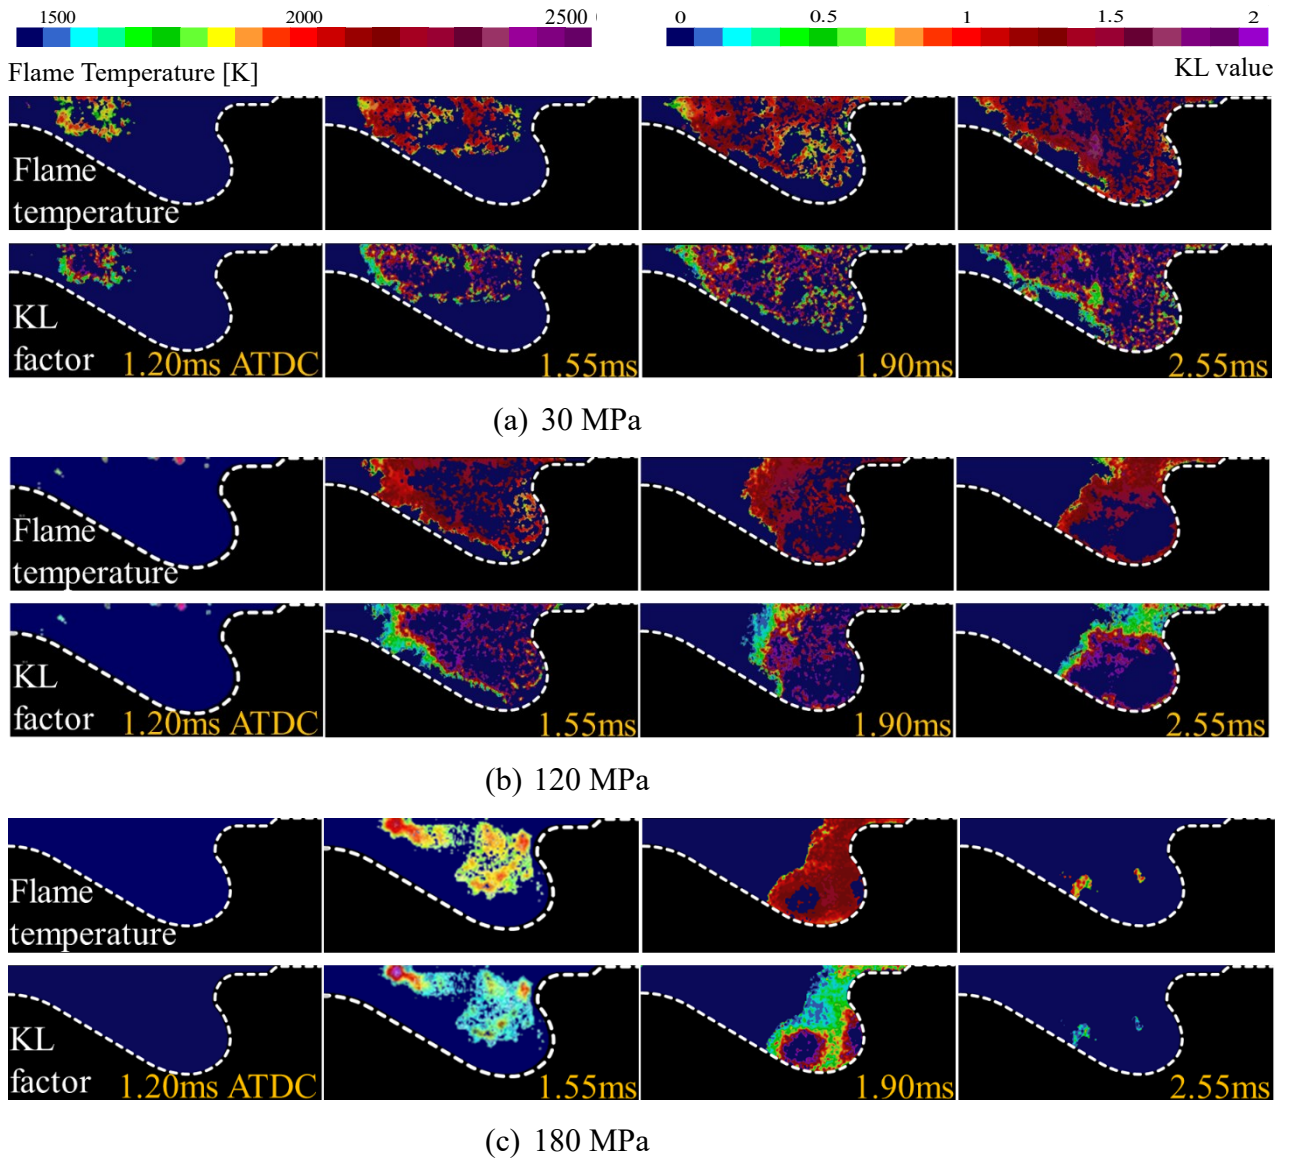 1500 2000 2500
0 0.5 1 1.5 2
Flame Temperature [K]
KL value
Flame
temperature
KL
factor
1.20ms ATDC 1.55ms 1.90ms 2.55ms
(a) 30 MPa
Flame
temperature
KL
factor
1.20ms ATDC 1.55ms 1.90ms 2.55ms
(b) 120 MPa
Flame
temperature
KL
factor
1.20ms ATDC 1.55ms 1.90ms 2.55ms
(c) 180 MPa